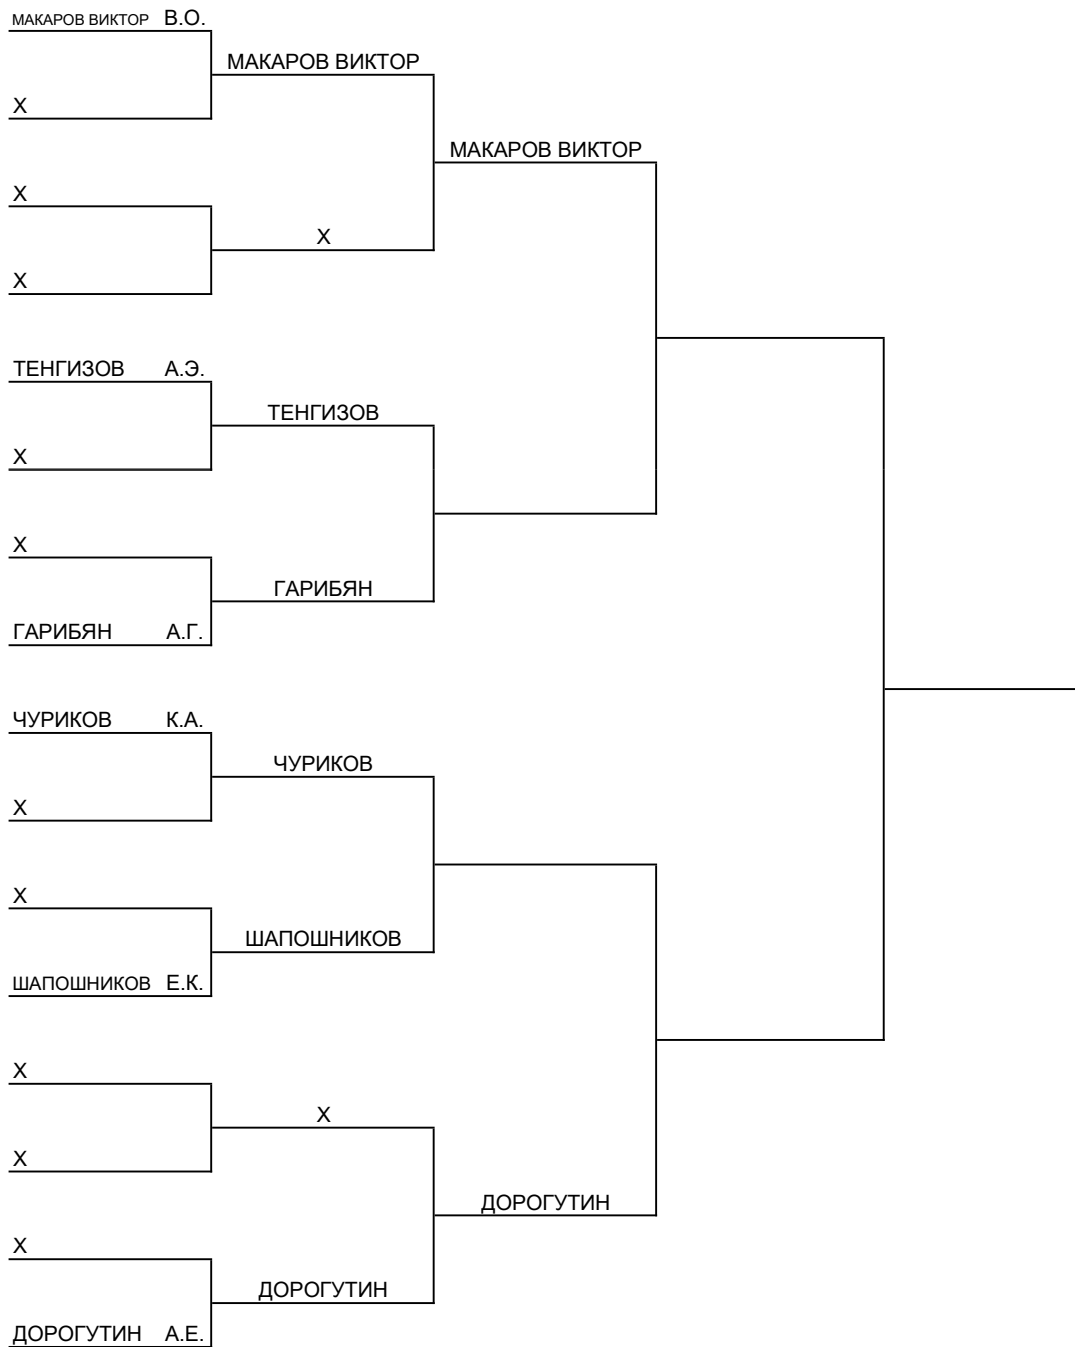 МАКАРОВ ВИКТОР В.О.
МАКАРОВ ВИКТОР
X
МАКАРОВ ВИКТОР
X
X
X
ТЕНГИЗОВ А.Э.
ТЕНГИЗОВ
X
X
ГАРИБЯН
ГАРИБЯН А.Г.
ЧУРИКОВ К.А.
ЧУРИКОВ
X
X
ШАПОШНИКОВ
ШАПОШНИКОВ Е.К.
X
X
X
ДОРОГУТИН
X
ДОРОГУТИН
ДОРОГУТИН А.Е.